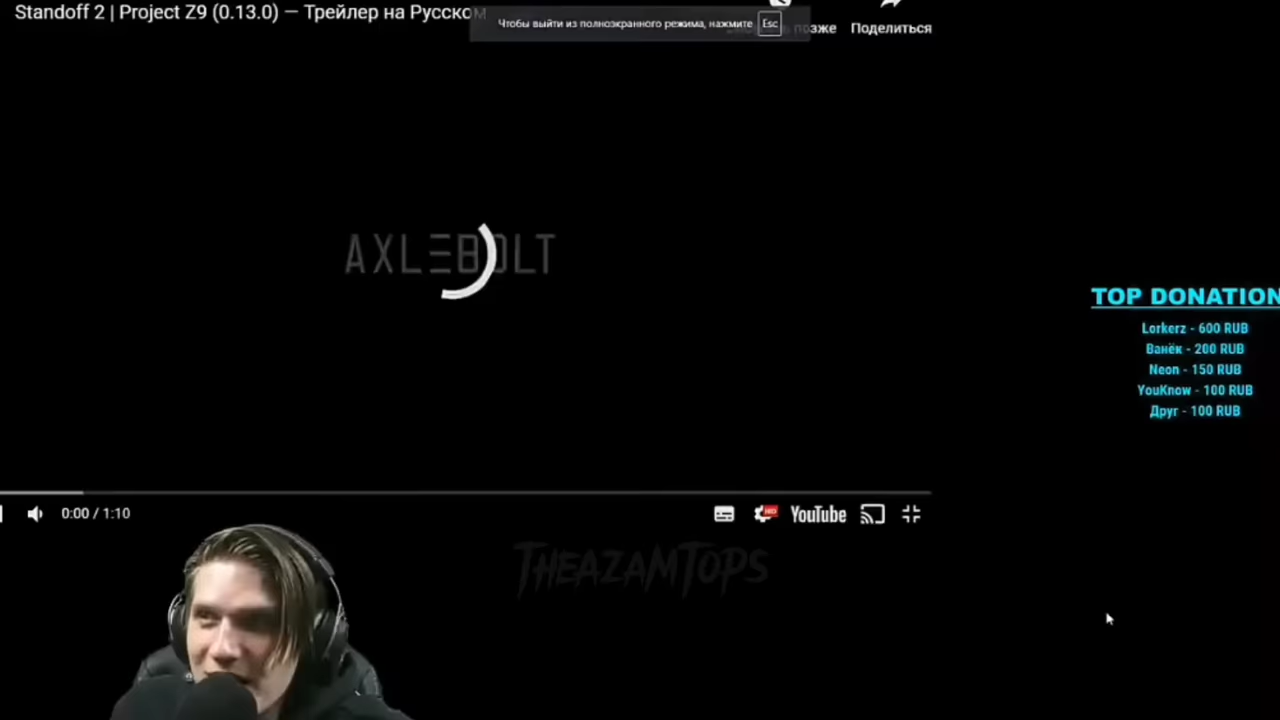 Standoff 2 | Project Z9 (0.13.0) — Трейлер на Русском
Чтобы выйти из полноэкранного режима, нажмите Esc
позже Поделиться
AXLEBOLT
TOP DONATION
Lorkerz - 600 RUB
Ванёк - 200 RUB
Neon - 150 RUB
YouKnow - 100 RUB
Друг - 100 RUB
0:00 / 1:10
HD
YouTube
THEAZAMTOPS